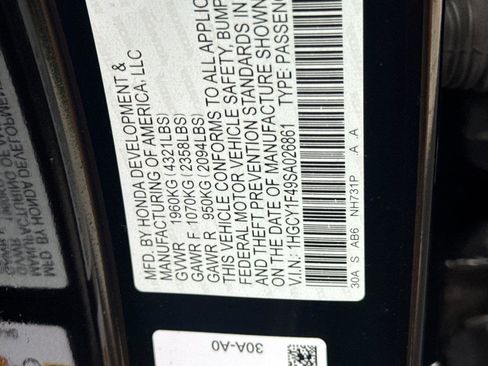 MFD. BY HONDA DEVELOPMENT &
MANUFACTURING OF AMERICA, LLC
GVWR 1960KG (4321LBS)
GAWR F 1070KG (2358LBS)
GAWR R 950KG (2094LBS)
THIS VEHICLE CONFORMS TO ALL APPLIC
FEDERAL MOTOR VEHICLE SAFETY, BUMP
AND THEFT PREVENTION STANDARDS IN
ON THE DATE OF MANUFACTURE SHOWN
V.I.N.: 1HGCY1F49SA026861 TYPE: PASSENG
30A S AB6 NH731P A A
30A-A0